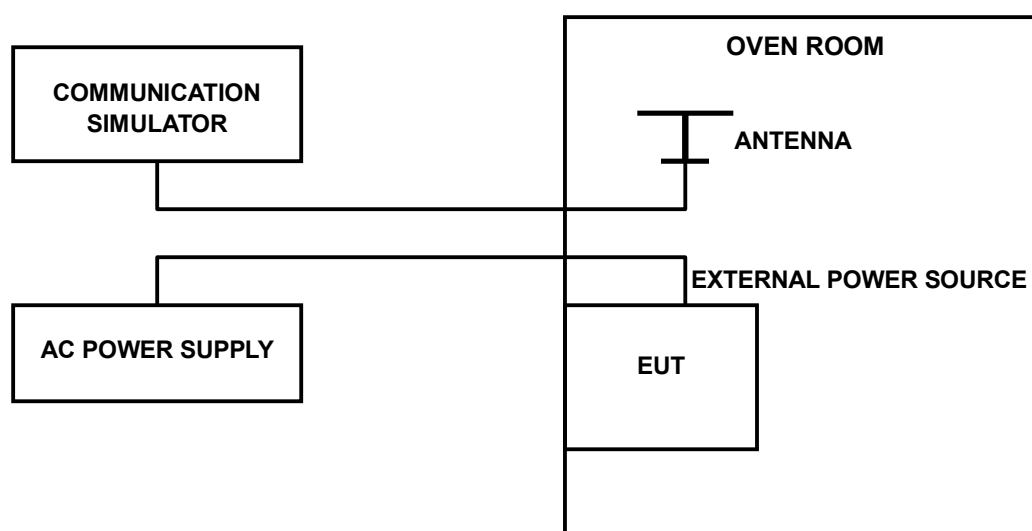 OVEN ROOM
COMMUNICATION
SIMULATOR
ANTENNA
EXTERNAL POWER SOURCE
AC POWER SUPPLY
EUT